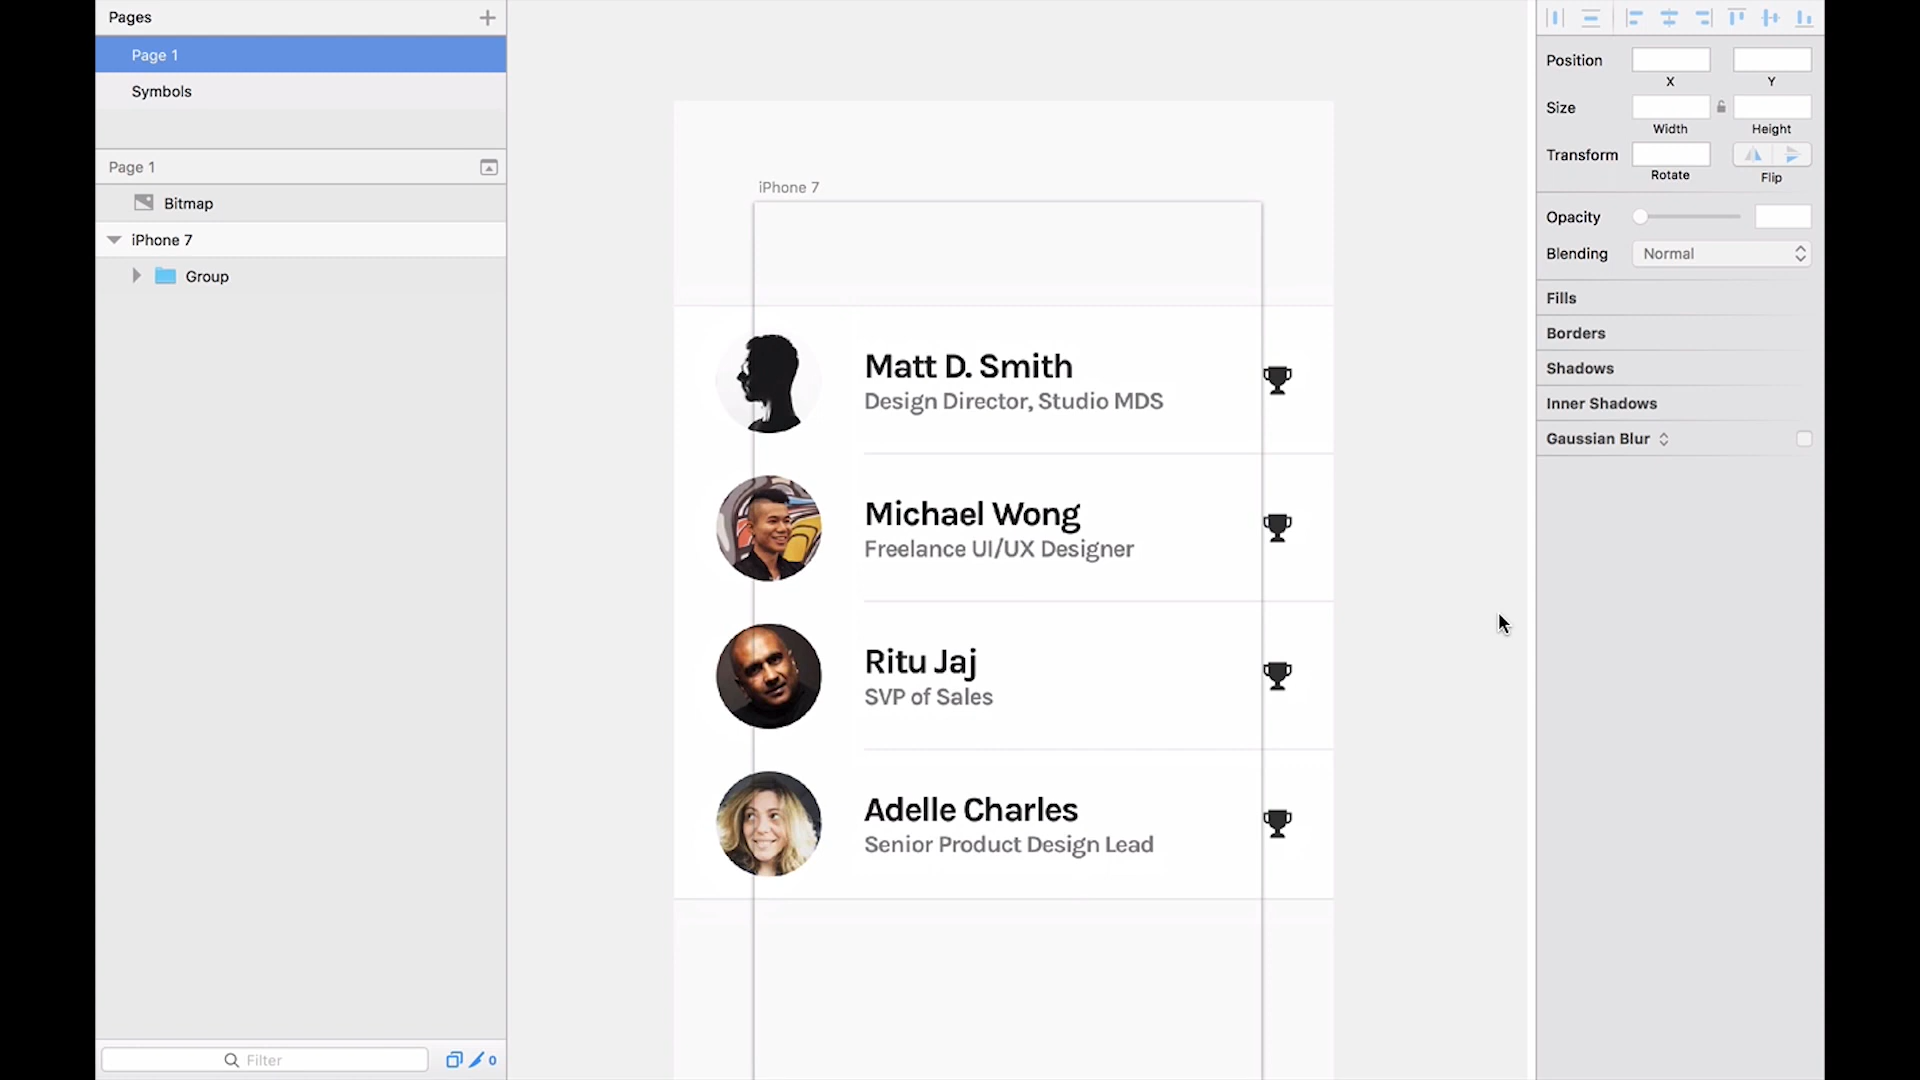 Pages
Page 1
Symbols
Page 1
Bitmap
iPhone 7
Group
Filter
0
iPhone 7
Matt D. Smith
Design Director, Studio MDS
Michael Wong
Freelance UI/UX Designer
Ritu Jaj
SVP of Sales
Adelle Charles
Senior Product Design Lead
Position
X Y
Size
Width Height
Transform
Rotate Flip
Opacity
Blending Normal
Fills
Borders
Shadows
Inner Shadows
Gaussian Blur